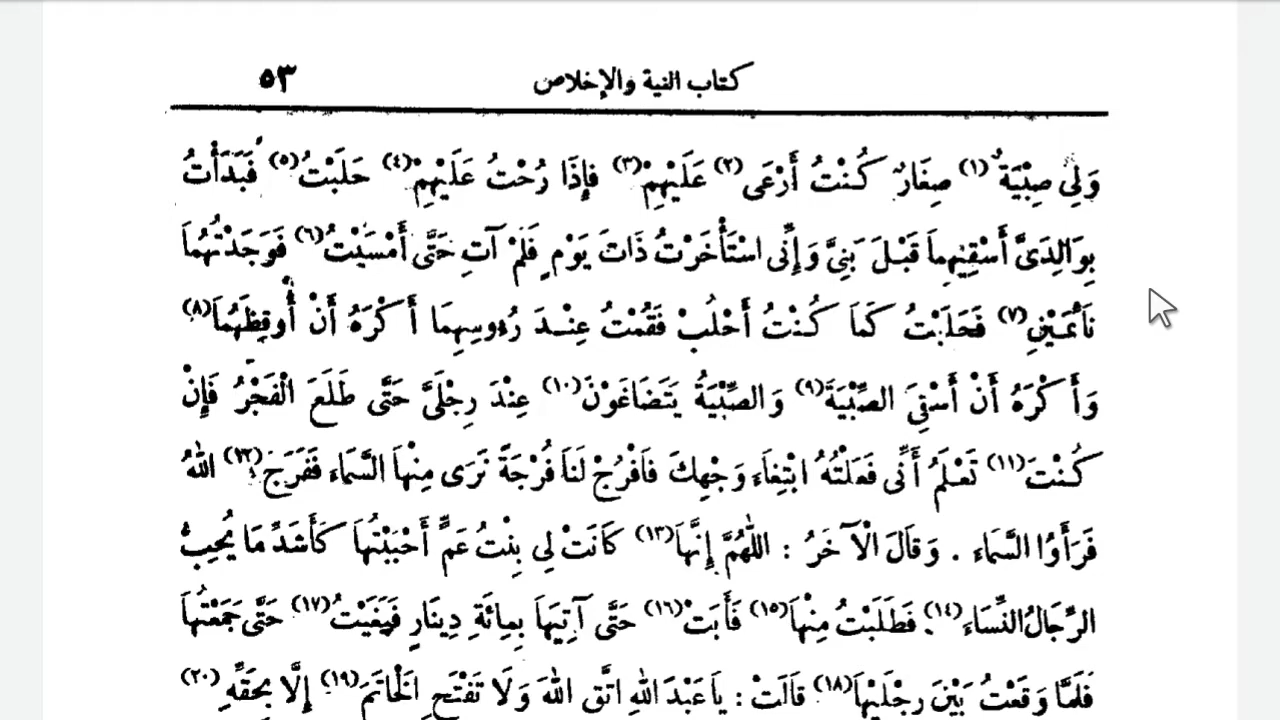 كتاب النية والإخلاص ٥٣
وَلِي صِبْيَةٌ (١) صِغَارٌ كُنْتُ أَرْعَى (٢) عَلَيْهِمْ (٣) فَإِذَا رُحْتُ عَلَيْهِمْ (٤) حَلَبْتُ (٥) فَبَدَأْتُ
بِوَالِدَىَّ أَسْقِيهِمَا قَبْلَ بَنِىَّ وَإِنِّى اسْتَأْخَرْتُ ذَاتَ يَوْمٍ فَلَمْ آتِ حَتَّى أَمْسَيْتُ (٦) فَوَجَدْتُهُمَا
نَائِمَيْنِ (٧) فَحَلَبْتُ كَمَا كُنْتُ أَحْلُبُ فَقُمْتُ عِنْدَ رُءُوسِهِمَا أَكْرَهُ أَنْ أُوقِظَهُمَا (٨)
وَأَكْرَهُ أَنْ أَسْقِىَ الصِّبْيَةَ (٩) وَالصِّبْيَةُ يَتَضَاغَوْنَ (١٠) عِنْدَ رِجْلَىَّ حَتَّى طَلَعَ الْفَجْرُ فَإِنْ
كُنْتَ (١١) تَعْلَمُ أَنِّى فَعَلْتُهُ ابْتِغَاءَ وَجْهِكَ فَافْرُجْ لَنَا فُرْجَةً نَرَى مِنْهَا السَّمَاءَ فَفَرَجَ (١٢) اللهُ
فَرَأَوُا السَّمَاءَ . وَقَالَ الْآخَرُ : اللَّهُمَّ إِنَّهَا (١٣) كَانَتْ لِي بِنْتُ عَمٍّ أَحْبَبْتُهَا كَأَشَدِّ مَا يُحِبُّ
الرِّجَالُ النِّسَاءَ (١٤) فَطَلَبْتُ مِنْهَا (١٥) فَأَبَتْ (١٦) حَتَّى آتِيَهَا بِمِائَةِ دِينَارٍ فَبَغَيْتُ (١٧) حَتَّى جَمَعْتُهَا
فَلَمَّا وَقَعْتُ بَيْنَ رِجْلَيْهَا (١٨) قَالَتْ : يَا عَبْدَ اللهِ اتَّقِ اللهَ وَلَا تَفْتَحِ الْخَاتَمَ (١٩) إِلَّا بِحَقِّهِ (٢٠)